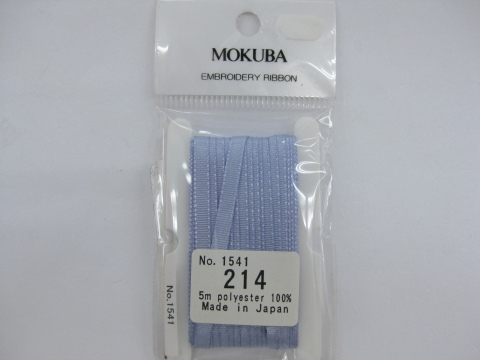 MOKUBA
EMBROIDERY RIBBON
No. 1541
214
5m polyester 100%
Made in Japan
No.1541